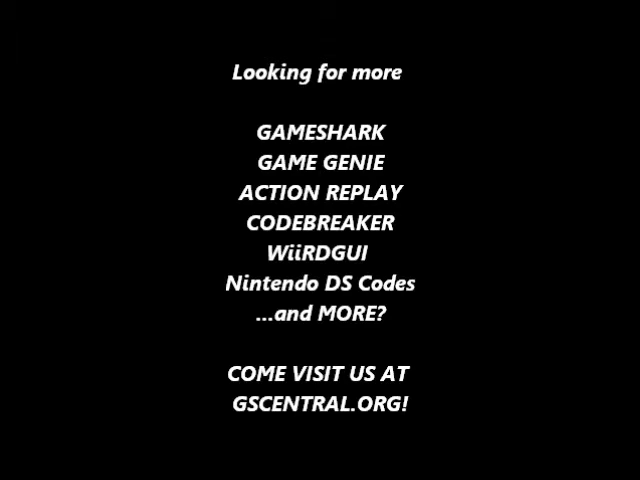 Looking for more
GAMESHARK
GAME GENIE
ACTION REPLAY
CODEBREAKER
WiiRDGUI
Nintendo DS Codes
...and MORE?
COME VISIT US AT
GSCENTRAL.ORG!